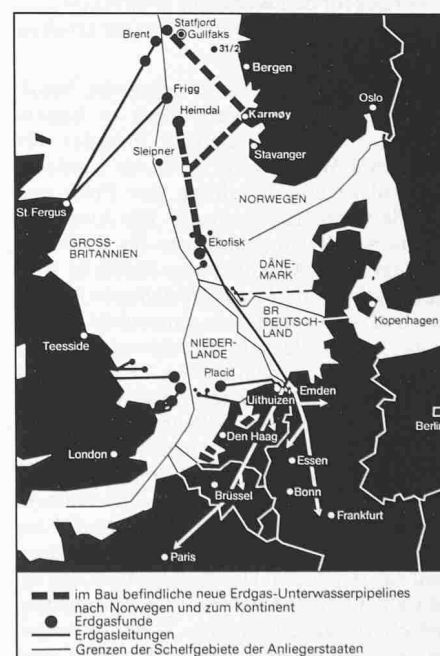 Statfjord
Brent
Gullfaks
31/2
Bergen
Frigg
Oslo
Heimdal
Karmøy
Sleipner
Stavanger
St. Fergus
NORWEGEN
GROSS-
BRITANNIEN
Ekofisk
DÄNE-
MARK
BR
DEUTSCH-
LAND
Kopenhagen
Teesside
NIEDER-
LANDE
Placid
Uithuizen
Emden
Berlin
Den Haag
London
Essen
Brüssel
Bonn
Frankfurt
Paris
im Bau befindliche neue Erdgas-Unterwasserpipelines
nach Norwegen und zum Kontinent
Erdgasfunde
Erdgasleitungen
Grenzen der Schelfgebiete der Anliegerstaaten